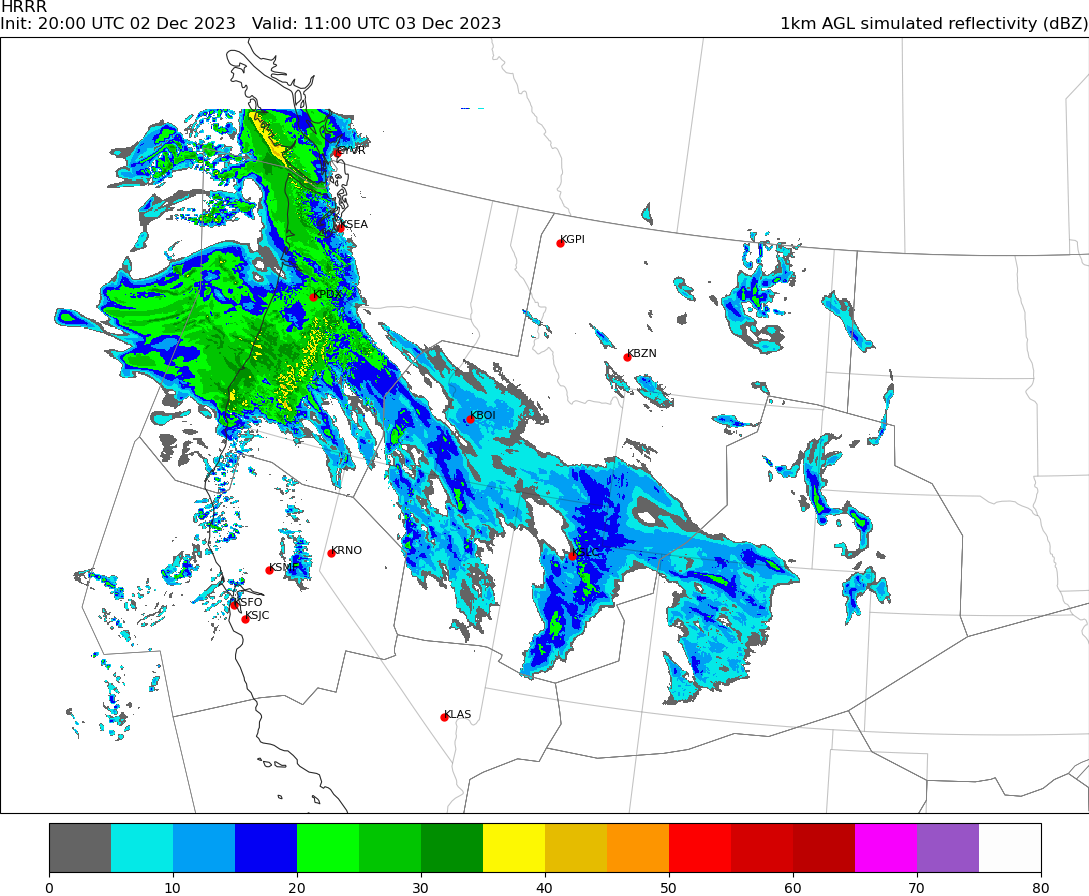 HRRR
Init: 20:00 UTC 02 Dec 2023 Valid: 11:00 UTC 03 Dec 2023 1km AGL simulated reflectivity (dBZ)
CYVR
KSEA
KGPI
KPDX
KBZN
KBOI
KRNO
KSLC
KSMF
KSFO
KSJC
KLAS
0 10 20 30 40 50 60 70 80